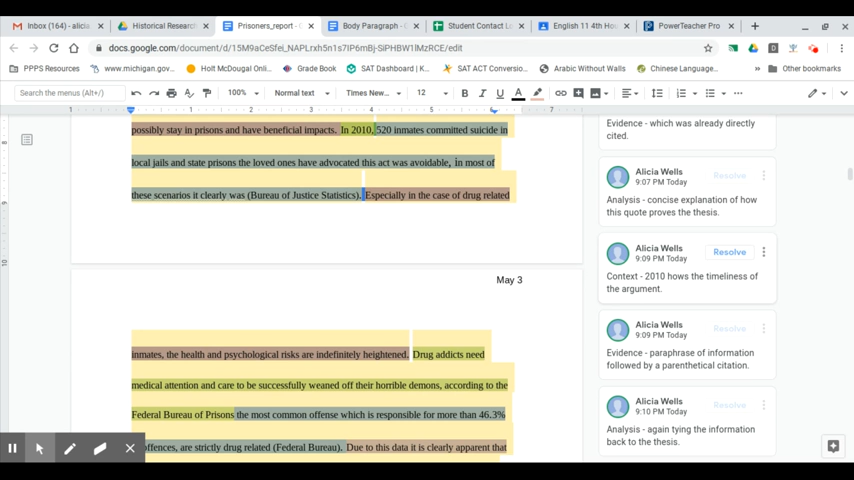 Inbox (164) - alicia.
Historical Research
Prisoners_report - G
Body Paragraph - G
Student Contact Lo
English 11 4th Hos
PowerTeacher Pro
docs.google.com/document/d/15M9aCeSfei_NAPLrxh5n1s7IP6mBj-SiPHBW1lMzRCE/edit
PPPS Resources
www.michigan.gov...
Holt McDougal Onli...
Grade Book
SAT Dashboard | K...
SAT ACT Conversio...
Arabic Without Walls
Chinese Language...
Other bookmarks
Search the menus (Alt+/)
100%
Normal text
Times New...
12
1 1 2 3 4 5 7
possibly stay in prisons and have beneficial impacts. In 2010, 520 inmates committed suicide in
local jails and state prisons the loved ones have advocated this act was avoidable, in most of
these scenarios it clearly was (Bureau of Justice Statistics). Especially in the case of drug related
May 3
inmates, the health and psychological risks are indefinitely heightened. Drug addicts need
medical attention and care to be successfully weaned off their horrible demons, according to the
Federal Bureau of Prisons the most common offense which is responsible for more than 46.3%
offences, are strictly drug related (Federal Bureau). Due to this data it is clearly apparent that
Evidence - which was already directly
cited.
Alicia Wells
9:07 PM Today
Resolve
Analysis - concise explanation of how
this quote proves the thesis.
Alicia Wells
9:09 PM Today
Resolve
Context - 2010 hows the timeliness of
the argument.
Alicia Wells
9:09 PM Today
Resolve
Evidence - paraphrase of information
followed by a parenthetical citation.
Alicia Wells
9:10 PM Today
Resolve
Analysis - again tying the information
back to the thesis.